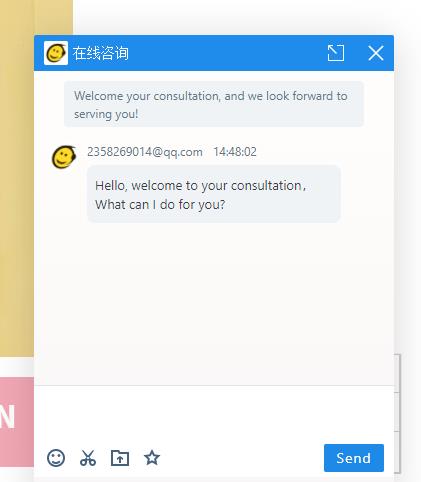 在线咨询
Welcome your consultation, and we look forward to
serving you!
2358269014@qq.com 14:48:02
Hello, welcome to your consultation，
What can I do for you?
N
Send